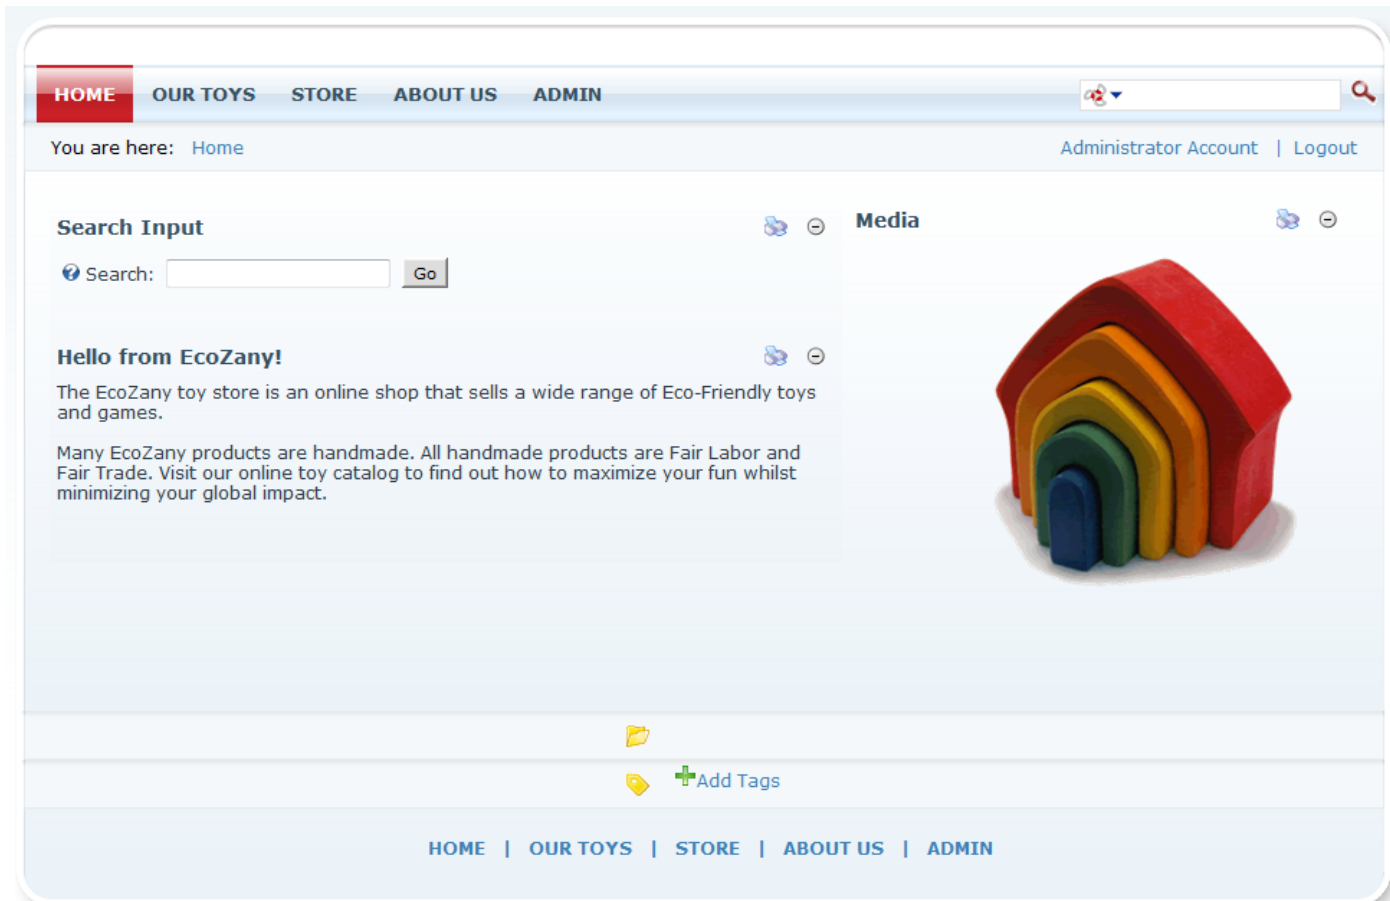 HOME OUR TOYS STORE ABOUT US ADMIN
You are here: Home Administrator Account | Logout
Search Input
Search: Go
Media
Hello from EcoZany!
The EcoZany toy store is an online shop that sells a wide range of Eco-Friendly toys
and games.
Many EcoZany products are handmade. All handmade products are Fair Labor and
Fair Trade. Visit our online toy catalog to find out how to maximize your fun whilst
minimizing your global impact.
Add Tags
HOME | OUR TOYS | STORE | ABOUT US | ADMIN